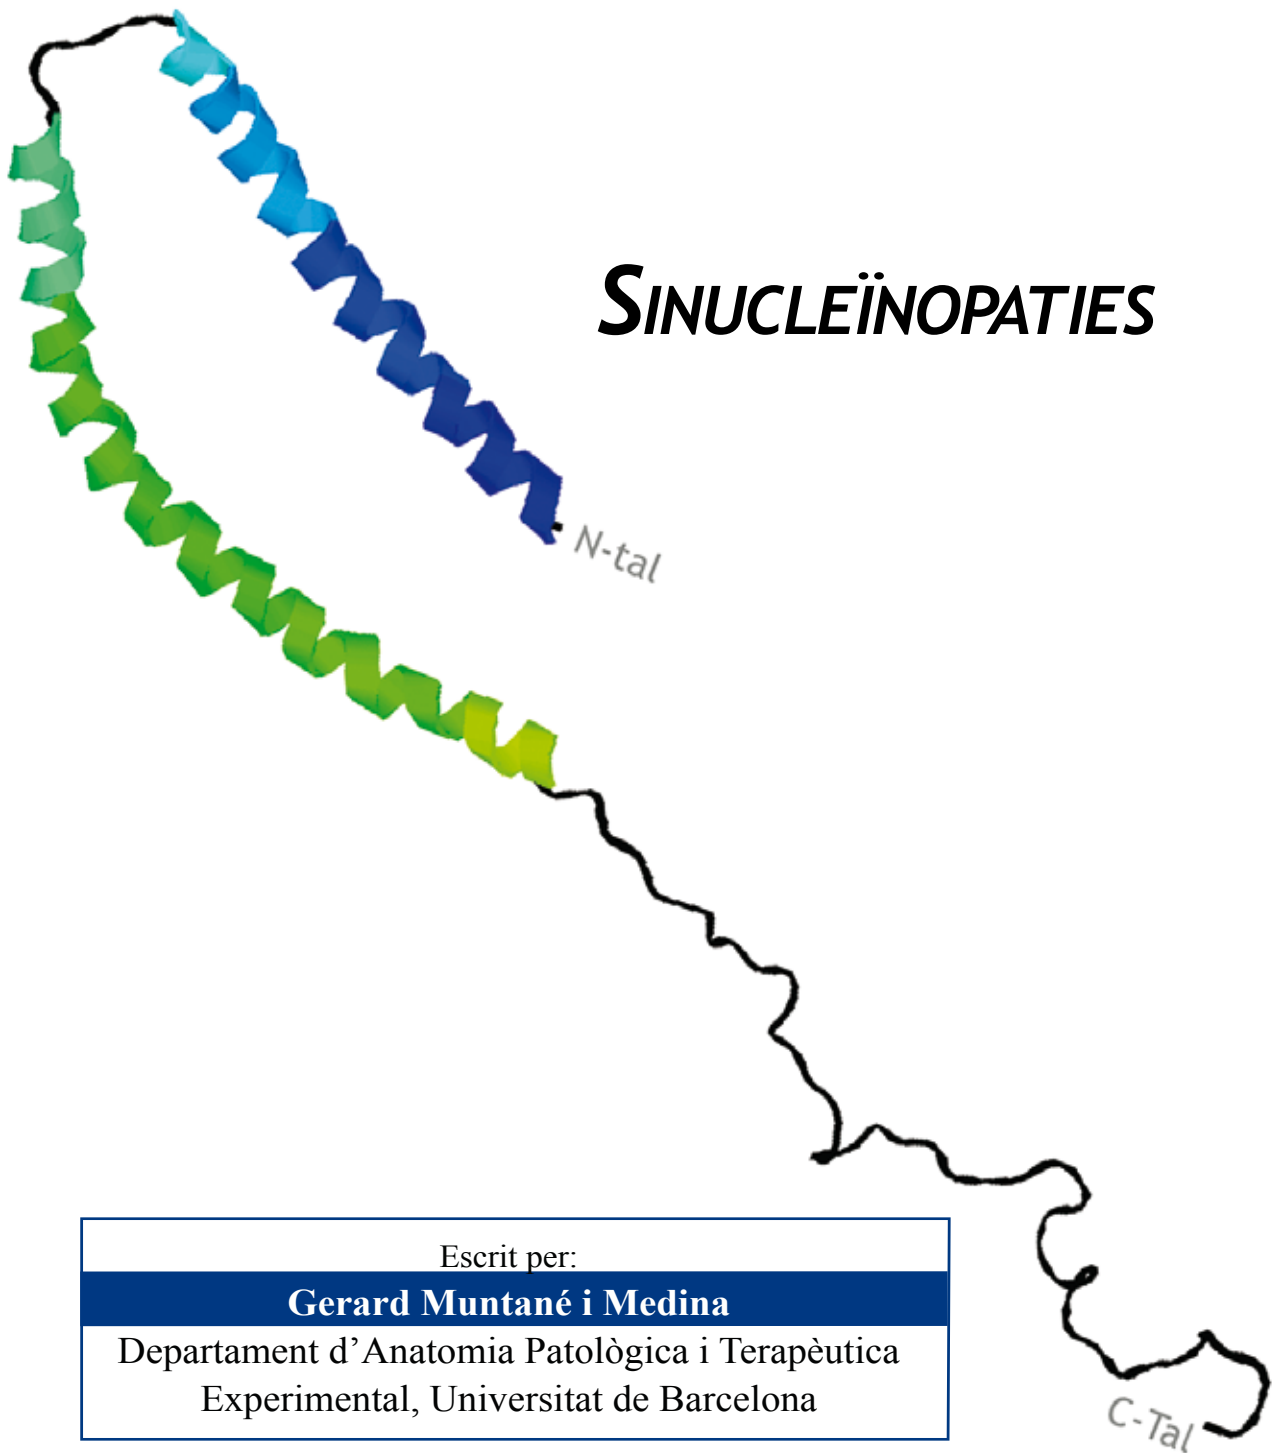 SINUCLEÏNOPATIES
N-tal
Escrit per:
Gerard Muntané i Medina
Departament d’Anatomia Patològica i Terapèutica
Experimental, Universitat de Barcelona
C-Tal